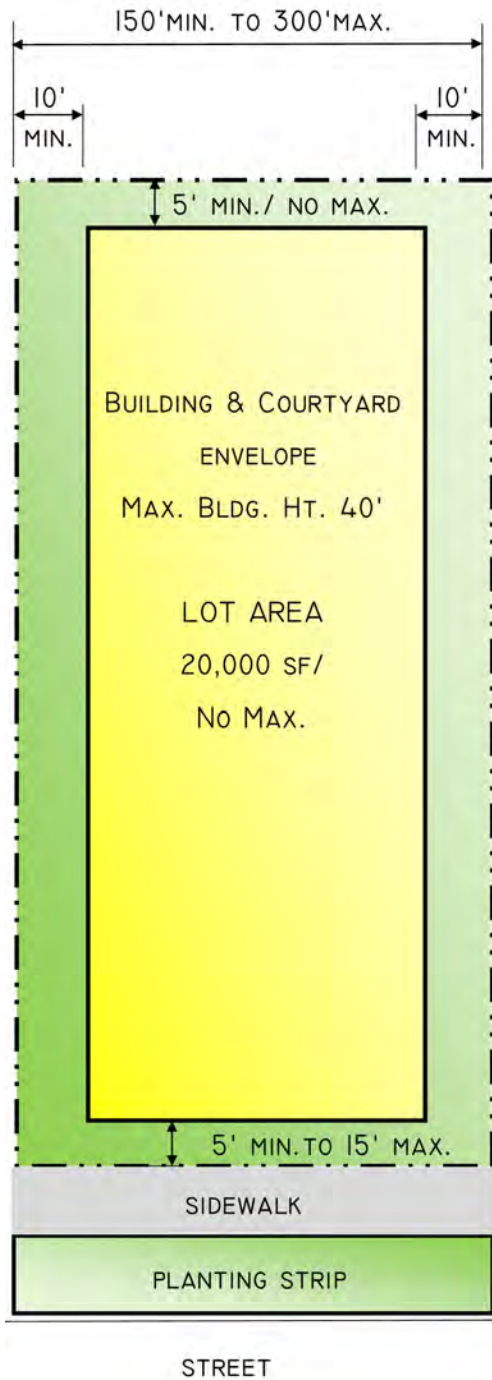 150'MIN. TO 300'MAX.
10' 10'
MIN. MIN.
5' MIN./ NO MAX.
BUILDING & COURTYARD
ENVELOPE
MAX. BLDG. HT. 40'
LOT AREA
20,000 SF/
NO MAX.
5' MIN.TO 15' MAX.
SIDEWALK
PLANTING STRIP
STREET